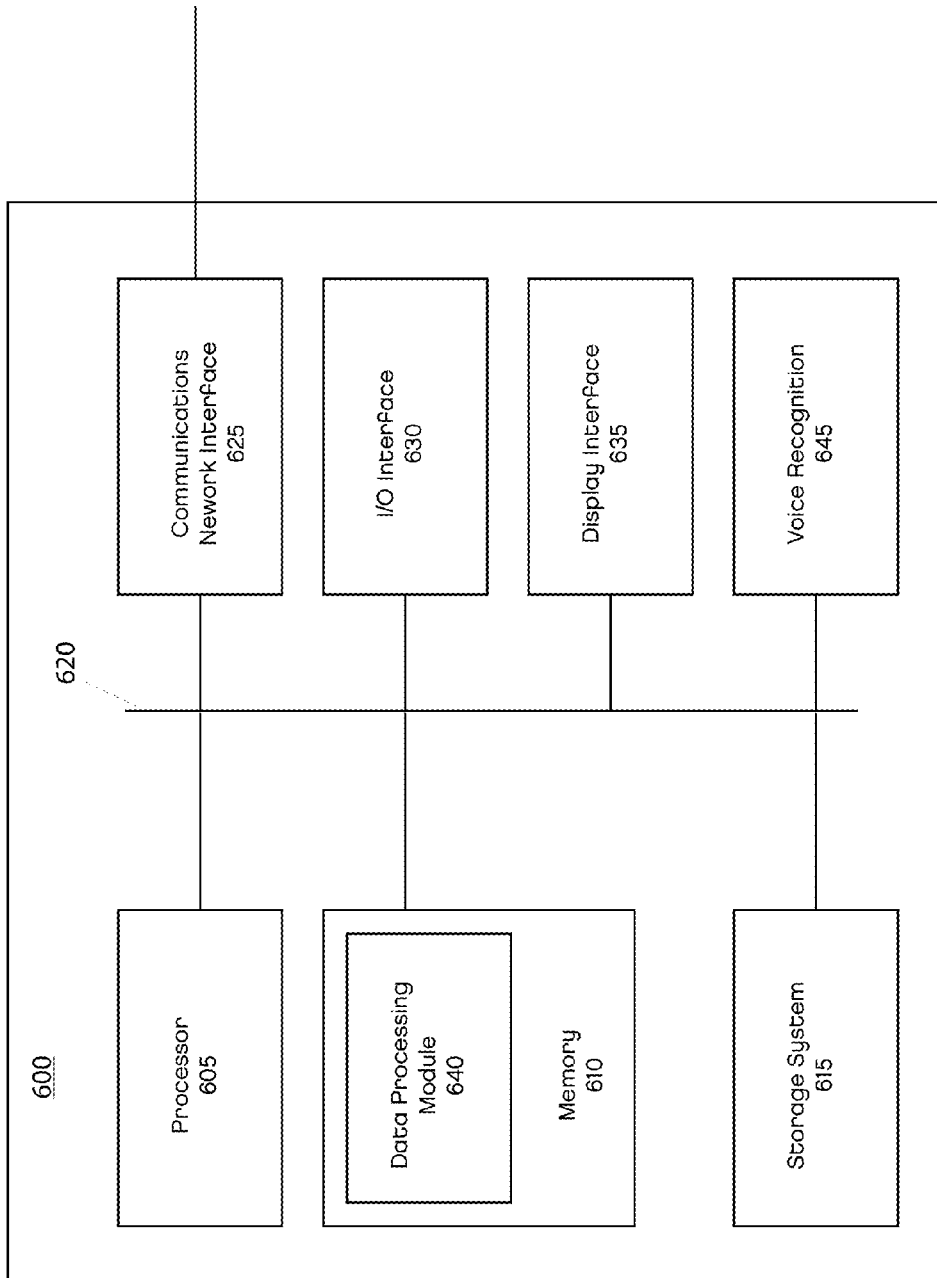 600
Processor
605
Data Processing
Module
640
Memory
610
Storage System
615
620
Communications
Nework Interface
625
I/O Interface
630
Display Interface
635
Voice Recognition
645